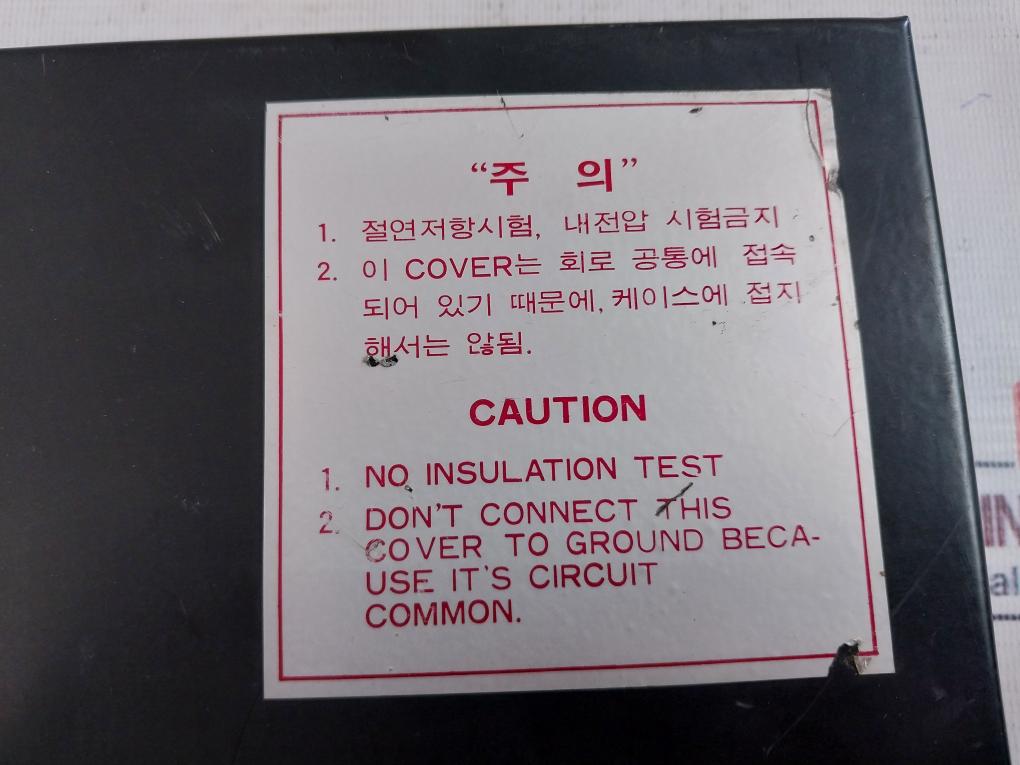 “주 의”
1. 절연저항시험, 내전압 시험금지
2. 이 COVER는 회로 공통에 접속
되어 있기 때문에, 케이스에 접지
해서는 않됨.
CAUTION
1. NO INSULATION TEST
2. DON'T CONNECT THIS
COVER TO GROUND BECA-
USE IT'S CIRCUIT
COMMON.